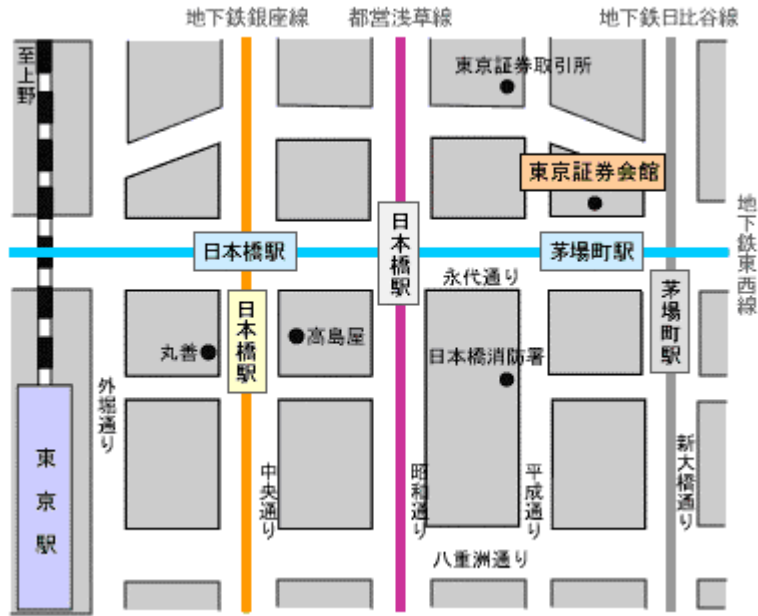 地下鉄銀座線
都営浅草線
地下鉄日比谷線
至上野
東京証券取引所
東京証券会館
地下鉄東西線
日本橋駅
日本橋駅
茅場町駅
永代通り
日本橋駅
茅場町駅
丸善
高島屋
日本橋消防署
外堀通り
東京駅
中央通り
昭和通り
平成通り
新大橋通り
八重洲通り